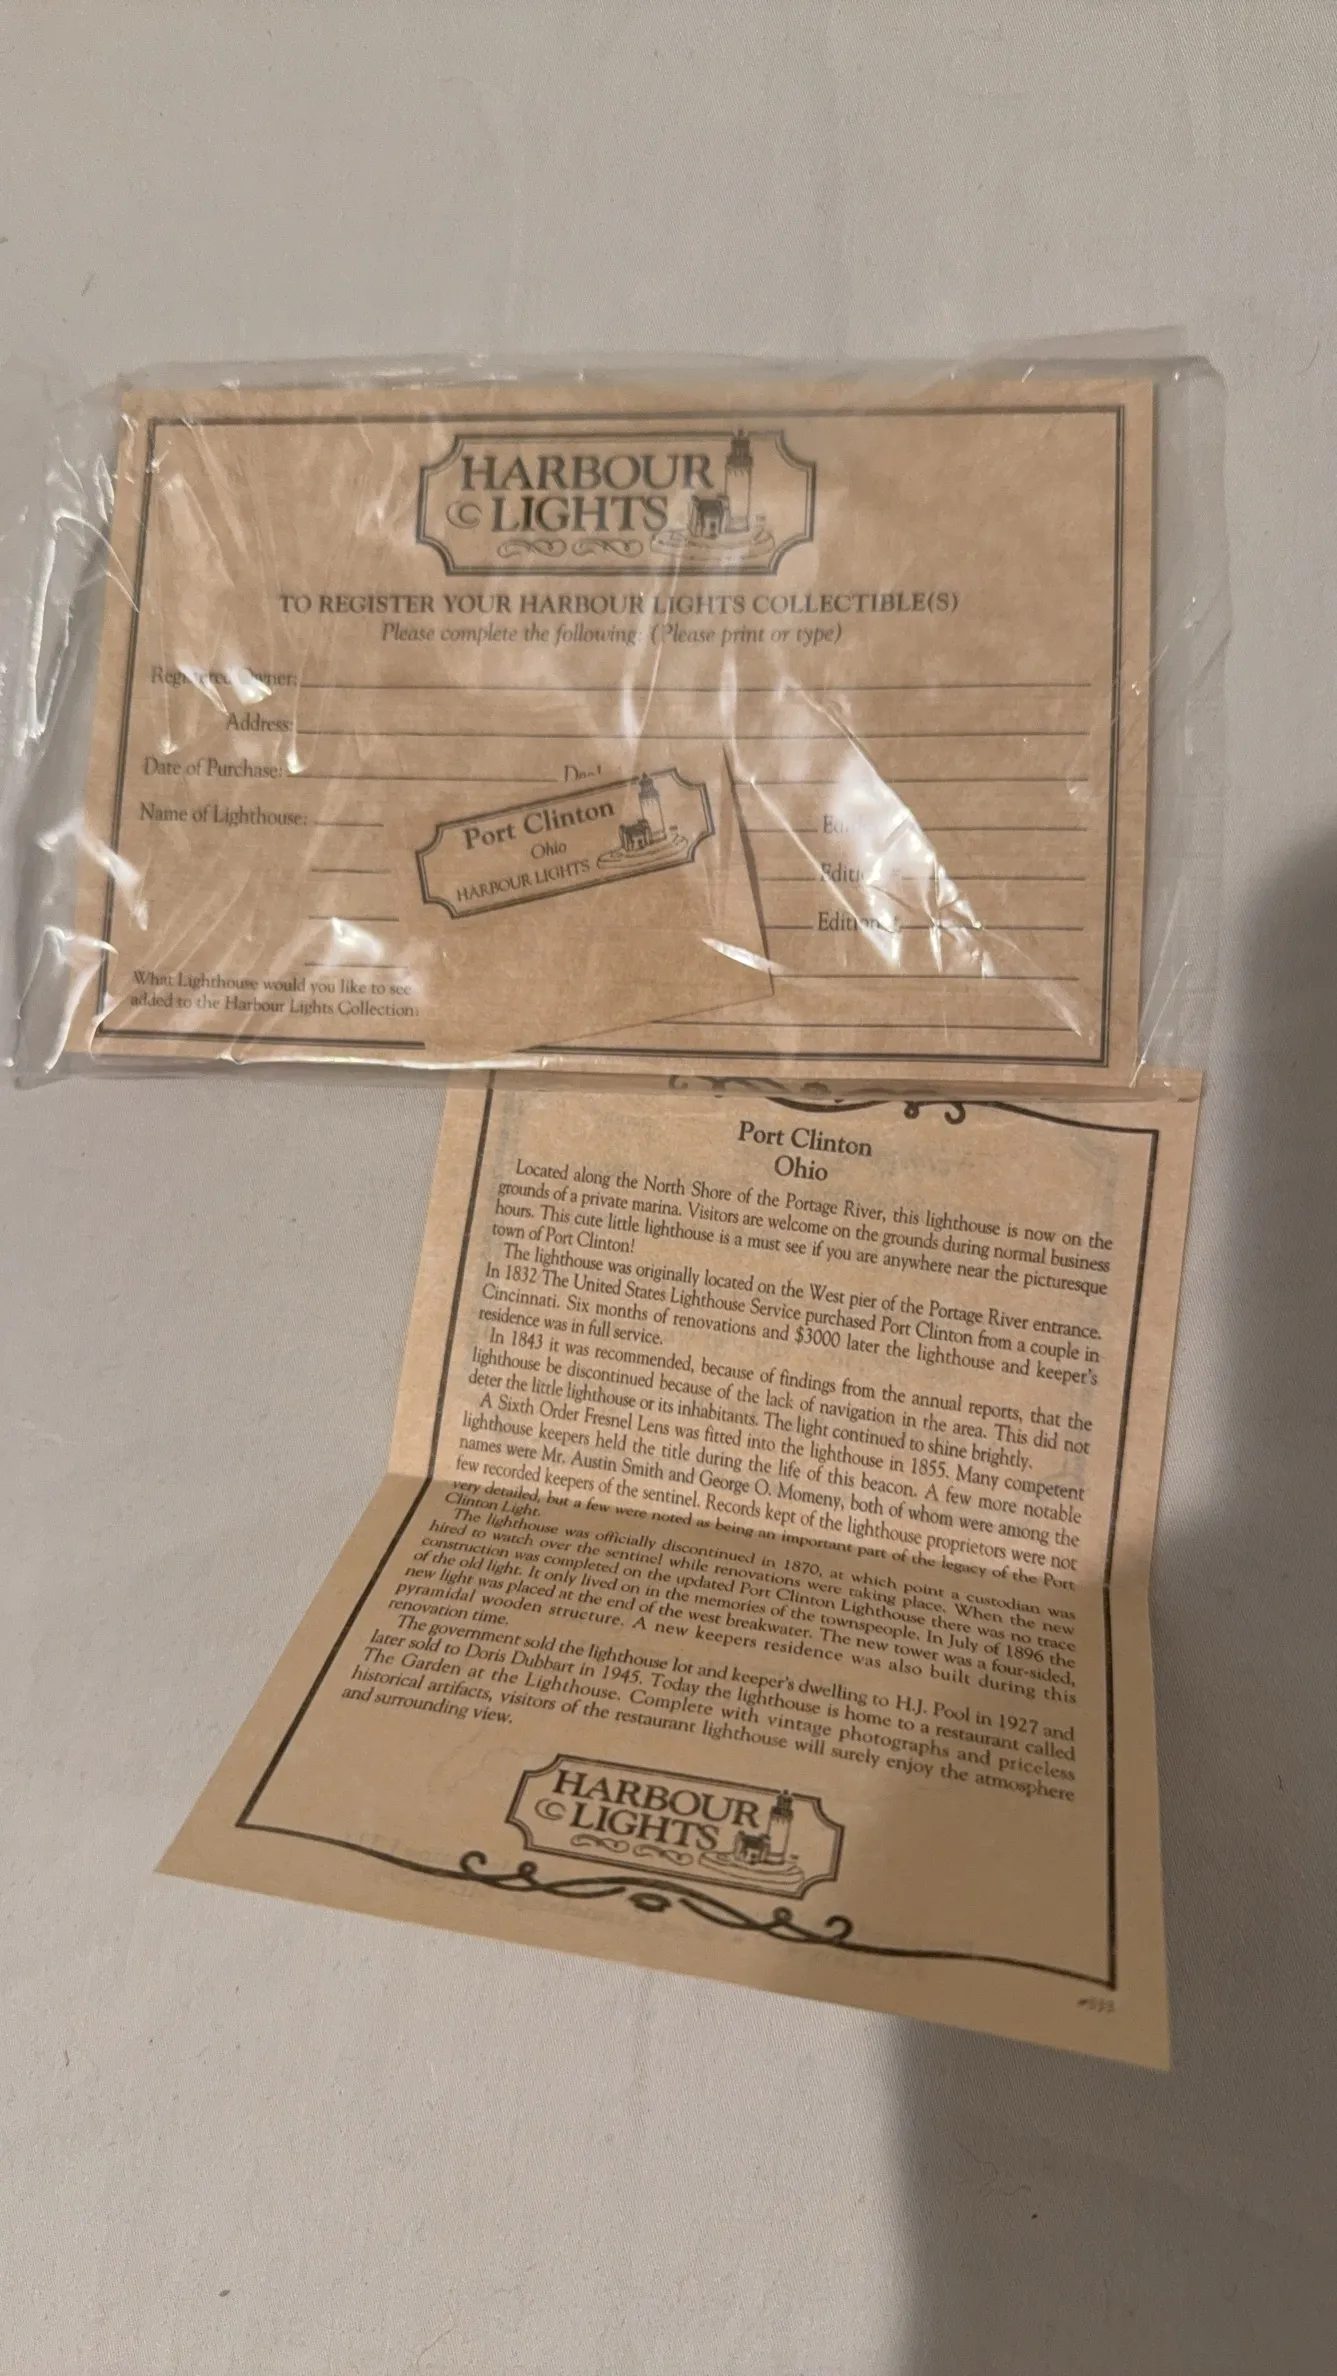 HARBOUR
© LIGHTS
TO REGISTER YOUR HARBOUR LIGHTS COLLECTIBLE(S)
Please complete the following: (Please print or type)
Registered Owner:
Address:
Date of Purchase:
Name of Lighthouse:
Port Clinton
Ohio
HARBOUR LIGHTS
Edition #
Edition #
What Lighthouse would you like to see
added to the Harbour Lights Collection:
Port Clinton
Ohio
Located along the North Shore of the Portage River, this lighthouse is now on the
grounds of a private marina. Visitors are welcome on the grounds during normal business
hours. This cute little lighthouse is a must see if you are anywhere near the picturesque
town of Port Clinton!
The lighthouse was originally located on the West pier of the Portage River entrance.
In 1832 The United States Lighthouse Service purchased Port Clinton from a couple in
Cincinnati. Six months of renovations and $3000 later the lighthouse and keeper's
residence was in full service.
In 1843 it was recommended, because of findings from the annual reports, that the
lighthouse be discontinued because of the lack of navigation in the area. This did not
deter the little lighthouse or its inhabitants. The light continued to shine brightly.
A Sixth Order Fresnel Lens was fitted into the lighthouse in 1855. Many competent
lighthouse keepers held the title during the life of this beacon. A few more notable
names were Mr. Austin Smith and George O. Momeny, both of whom were among the
few recorded keepers of the sentinel. Records kept of the lighthouse proprietors were not
very detailed, but a few were noted as being an important part of the legacy of the Port
Clinton Light.
The lighthouse was officially discontinued in 1870, at which point a custodian was
hired to watch over the sentinel while renovations were taking place. When the new
construction was completed on the updated Port Clinton Lighthouse there was no trace
of the old light. It only lived on in the memories of the townspeople. In July of 1896 the
new light was placed at the end of the west breakwater. The new tower was a four-sided,
pyramidal wooden structure. A new keepers residence was also built during this
renovation time.
The government sold the lighthouse lot and keeper's dwelling to H.J. Pool in 1927 and
later sold to Doris Dubbart in 1945. Today the lighthouse is home to a restaurant called
The Garden at the Lighthouse. Complete with vintage photographs and priceless
historical artifacts, visitors of the restaurant lighthouse will surely enjoy the atmosphere
and surrounding view.
HARBOUR
© LIGHTS